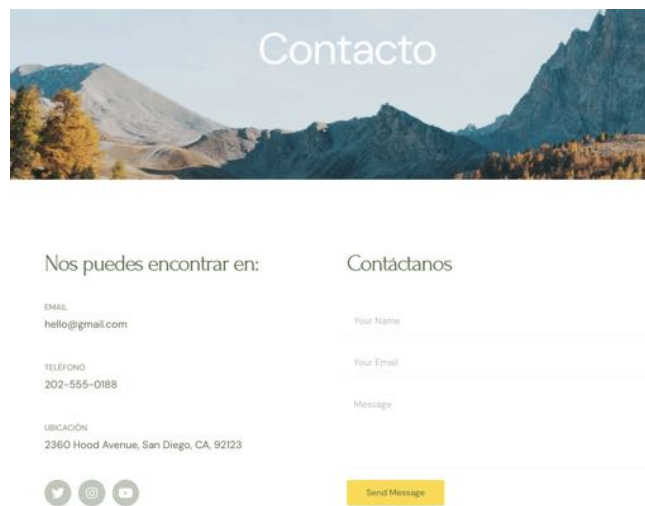 Contacto
Nos puedes encontrar en:
EMAIL
hello@gmail.com
TELÉFONO
202-555-0188
UBICACIÓN
2360 Hood Avenue, San Diego, CA, 92123
Contáctanos
Your Name
Your Email
Message
Send Message